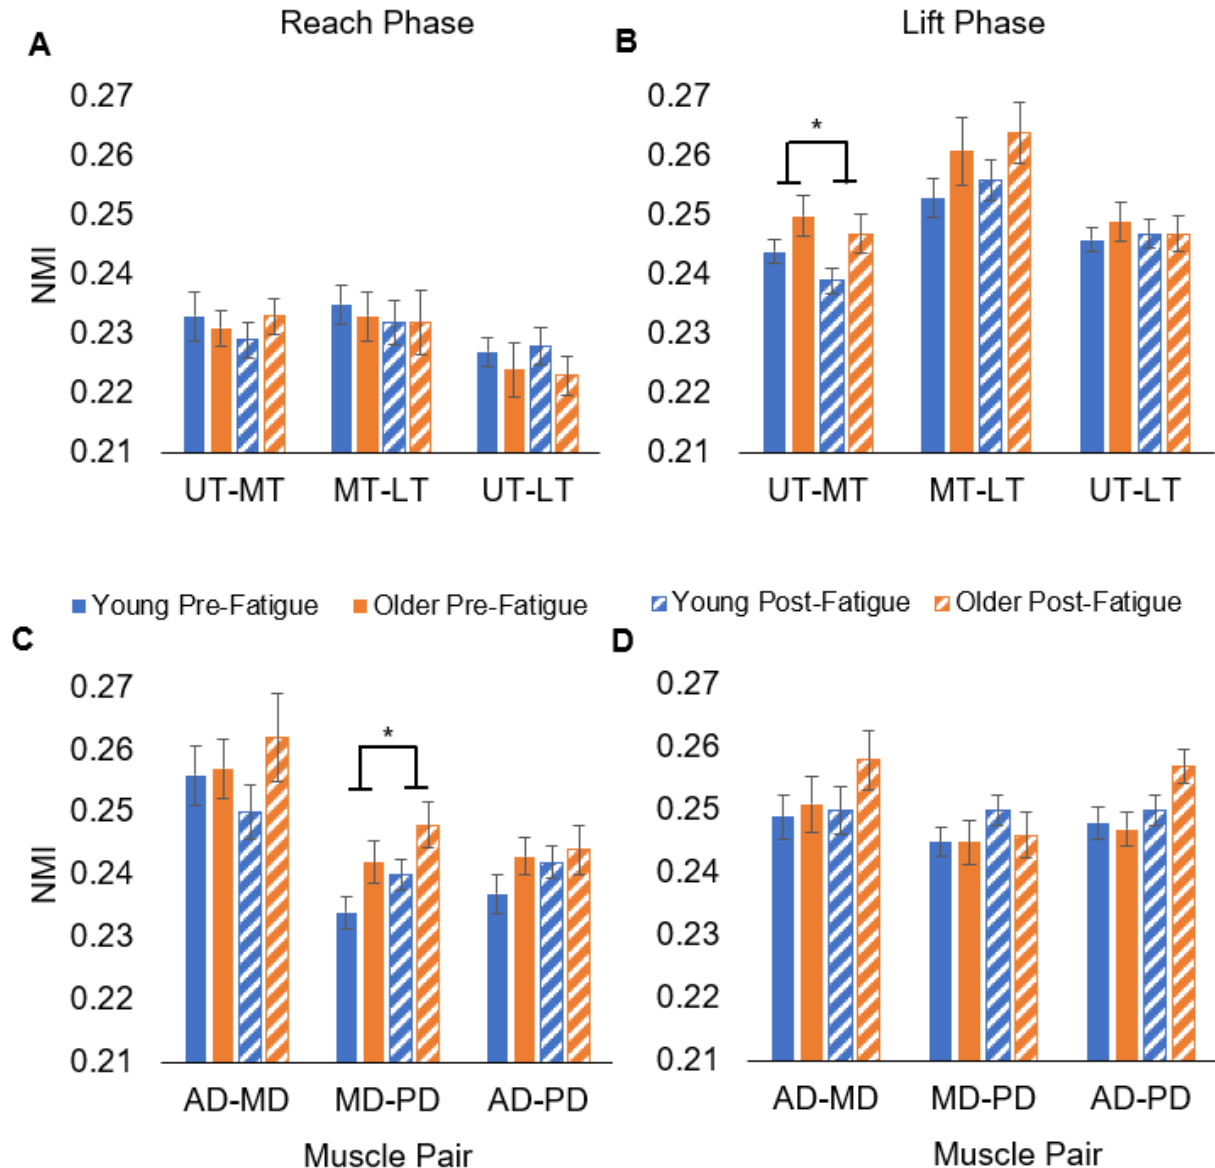 Reach Phase
Lift Phase
A
B
0.27
0.26
0.25
0.24
0.23
0.22
0.21
NMI
UT-MT MT-LT UT-LT
0.27
0.26
0.25
0.24
0.23
0.22
0.21
*
UT-MT MT-LT UT-LT
Young Pre-Fatigue Older Pre-Fatigue Young Post-Fatigue Older Post-Fatigue
C
D
0.27
0.26
0.25
0.24
0.23
0.22
0.21
NMI
*
AD-MD MD-PD AD-PD
Muscle Pair
0.27
0.26
0.25
0.24
0.23
0.22
0.21
AD-MD MD-PD AD-PD
Muscle Pair